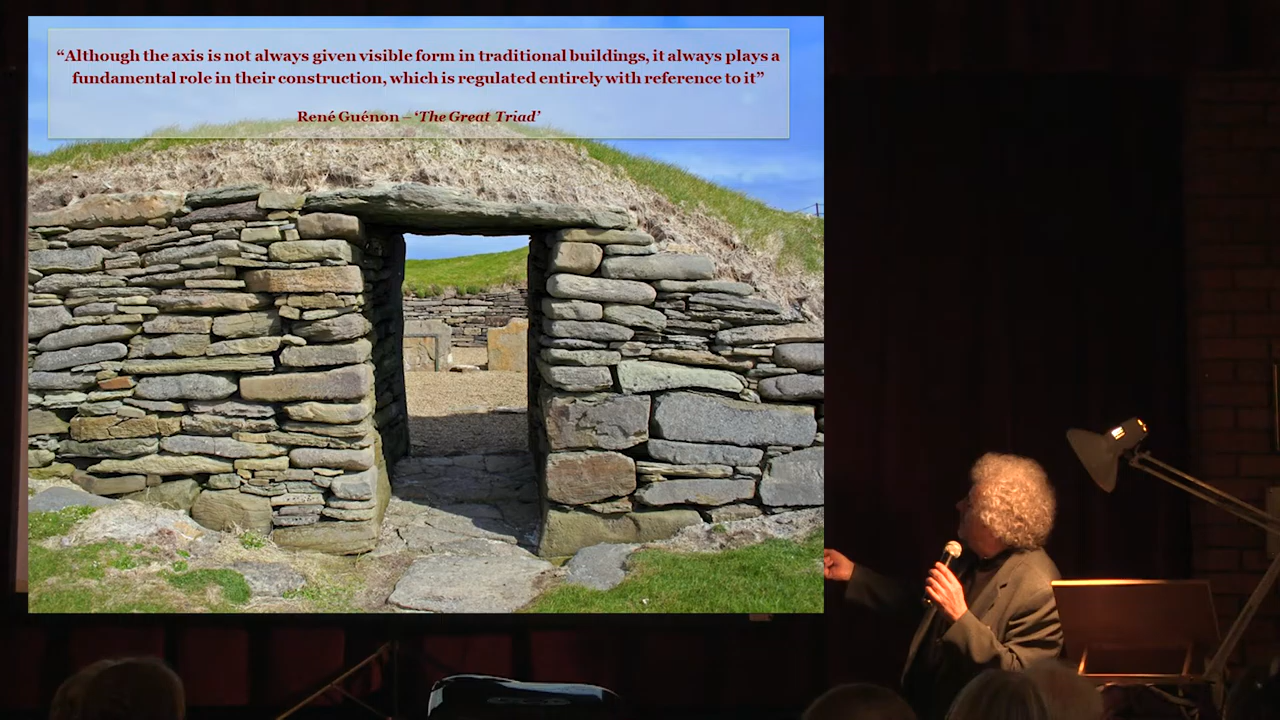 “Although the axis is not always given visible form in traditional buildings, it always plays a
fundamental role in their construction, which is regulated entirely with reference to it”
René Guénon – ‘The Great Triad’